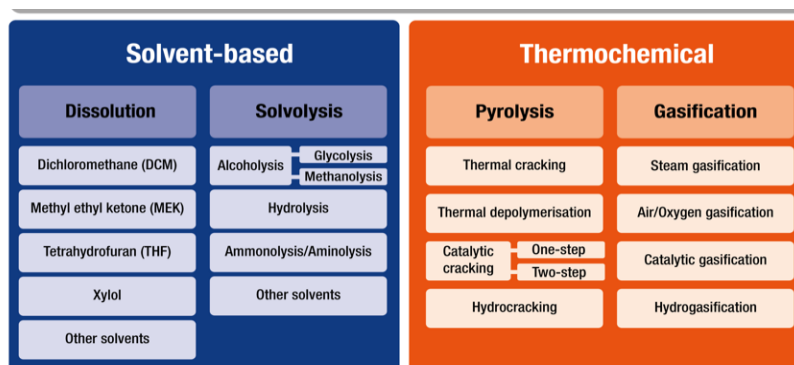 Solvent-based
Dissolution
Dichloromethane (DCM)
Methyl ethyl ketone (MEK)
Tetrahydrofuran (THF)
Xylol
Other solvents
Solvolysis
Alcoholysis
Glycolysis
Methanolysis
Hydrolysis
Ammonolysis/Aminolysis
Other solvents
Thermochemical
Pyrolysis
Thermal cracking
Thermal depolymerisation
Catalytic
cracking
One-step
Two-step
Hydrocracking
Gasification
Steam gasification
Air/Oxygen gasification
Catalytic gasification
Hydrogasification